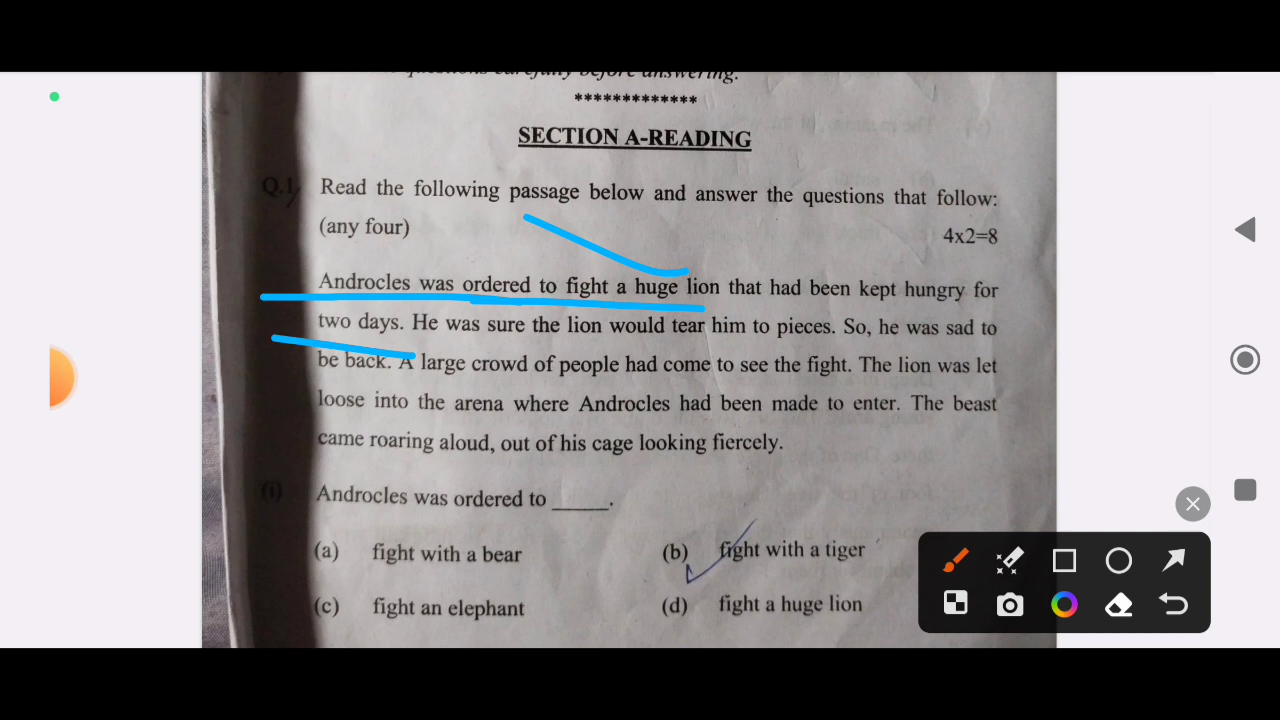 questions carefully before answering.
*************
SECTION A-READING
Q.1 Read the following passage below and answer the questions that follow:
(any four) 4x2=8
Androcles was ordered to fight a huge lion that had been kept hungry for
two days. He was sure the lion would tear him to pieces. So, he was sad to
be back. A large crowd of people had come to see the fight. The lion was let
loose into the arena where Androcles had been made to enter. The beast
came roaring aloud, out of his cage looking fiercely.
(i) Androcles was ordered to _____.
(a) fight with a bear (b) fight with a tiger
(c) fight an elephant (d) fight a huge lion